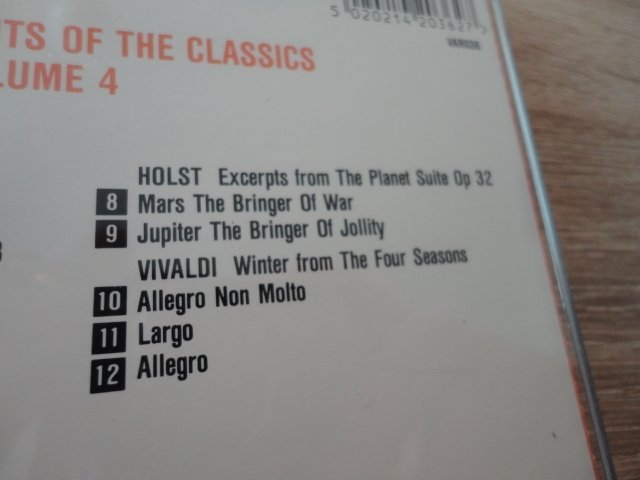 5 020214 203627 >
VAR038
OF THE CLASSICS
4
HOLST Excerpts from The Planet Suite Op 32
8 Mars The Bringer Of War
9 Jupiter The Bringer Of Jollity
VIVALDI Winter from The Four Seasons
10 Allegro Non Molto
11 Largo
12 Allegro